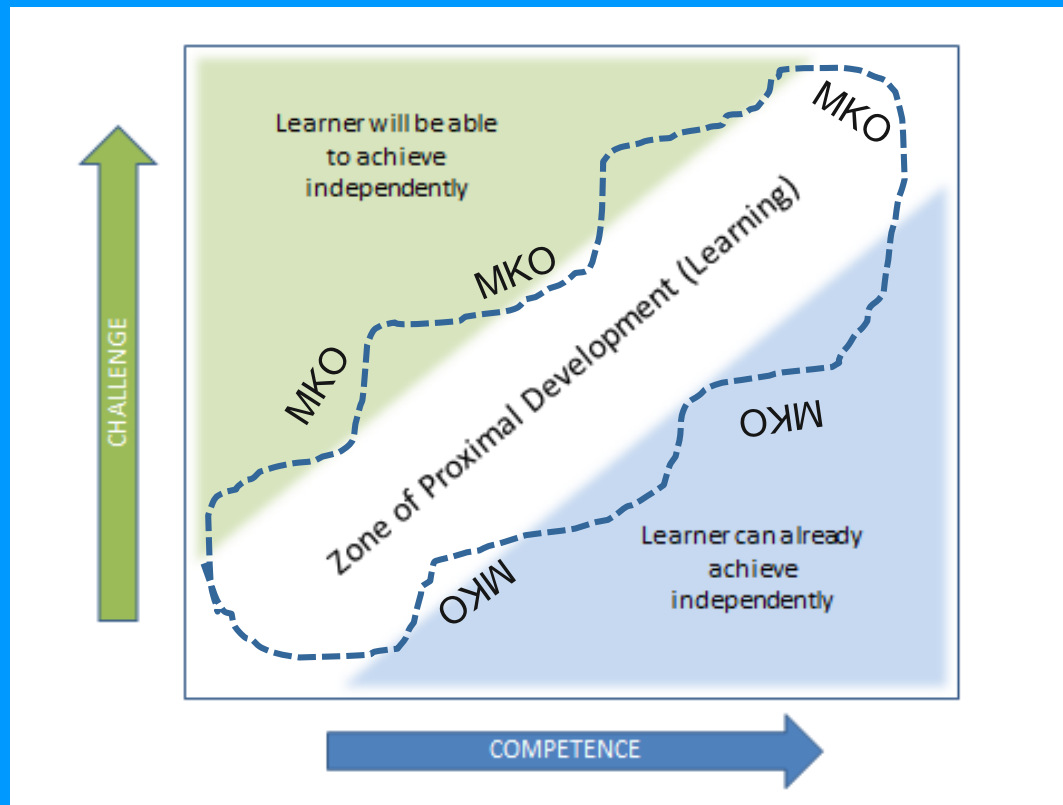 Learner will be able
to achieve
independently
MKO
MKO
MKO
Zone of Proximal Development (Learning)
MKO
MKO
Learner can already
achieve
independently
CHALLENGE
COMPETENCE